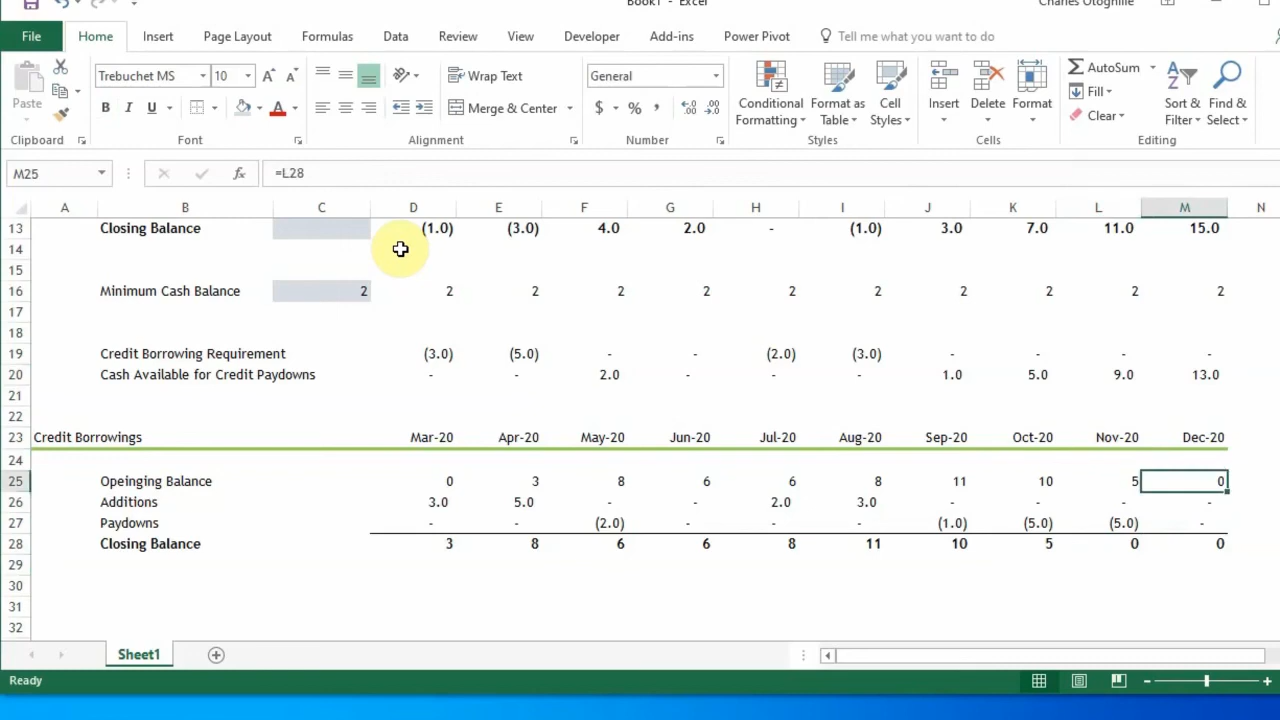 Book1 - Excel
Charles Otoghile
File Home Insert Page Layout Formulas Data Review View Developer Add-ins Power Pivot Tell me what you want to do
Trebuchet MS 10 Wrap Text General AutoSum
Paste B I U Merge & Center $ % , Conditional Formatting Format as Table Cell Styles Insert Delete Format Fill Clear Sort & Filter Find & Select
Clipboard Font Alignment Number Styles Cells Editing
M25 fx =L28
A B C D E F G H I J K L M N
13 Closing Balance (1.0) (3.0) 4.0 2.0 - (1.0) 3.0 7.0 11.0 15.0
14
15
16 Minimum Cash Balance 2 2 2 2 2 2 2 2 2 2 2
17
18
19 Credit Borrowing Requirement (3.0) (5.0) - - (2.0) (3.0) - - - -
20 Cash Available for Credit Paydowns - - 2.0 - - - 1.0 5.0 9.0 13.0
21
22
23 Credit Borrowings Mar-20 Apr-20 May-20 Jun-20 Jul-20 Aug-20 Sep-20 Oct-20 Nov-20 Dec-20
24
25 Opeinging Balance 0 3 8 6 6 8 11 10 5 0
26 Additions 3.0 5.0 - - 2.0 3.0 - - - -
27 Paydowns - - (2.0) - - - (1.0) (5.0) (5.0) -
28 Closing Balance 3 8 6 6 8 11 10 5 0 0
29
30
31
32
Sheet1
Ready